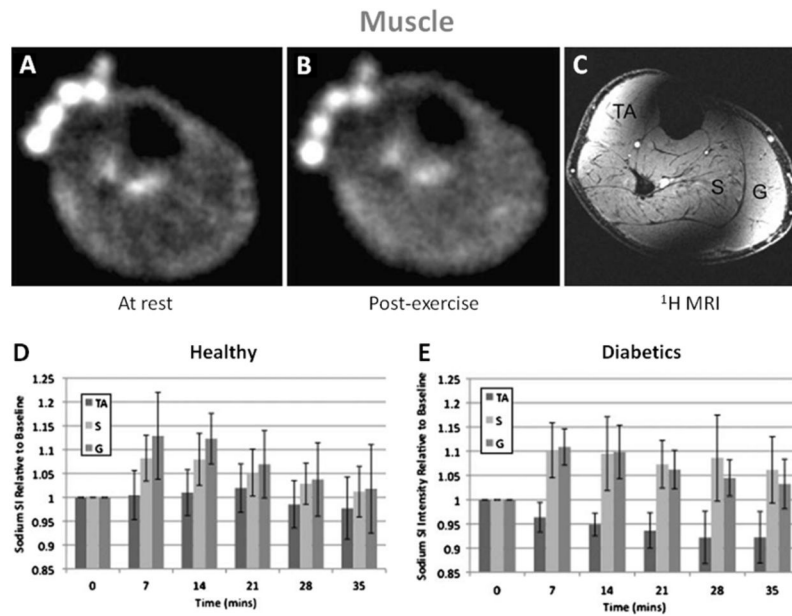 Muscle
A
B
C
TA
S
G
At rest
Post-exercise
¹H MRI
D
Healthy
Sodium SI Relative to Baseline
1.25
1.2
1.15
1.1
1.05
1
0.95
0.9
0.85
TA
S
G
0 7 14 21 28 35
Time (mins)
E
Diabetics
Sodium SI Intensity Relative to Baseline
1.25
1.2
1.15
1.1
1.05
1
0.95
0.9
0.85
TA
S
G
0 7 14 21 28 35
Time (mins)